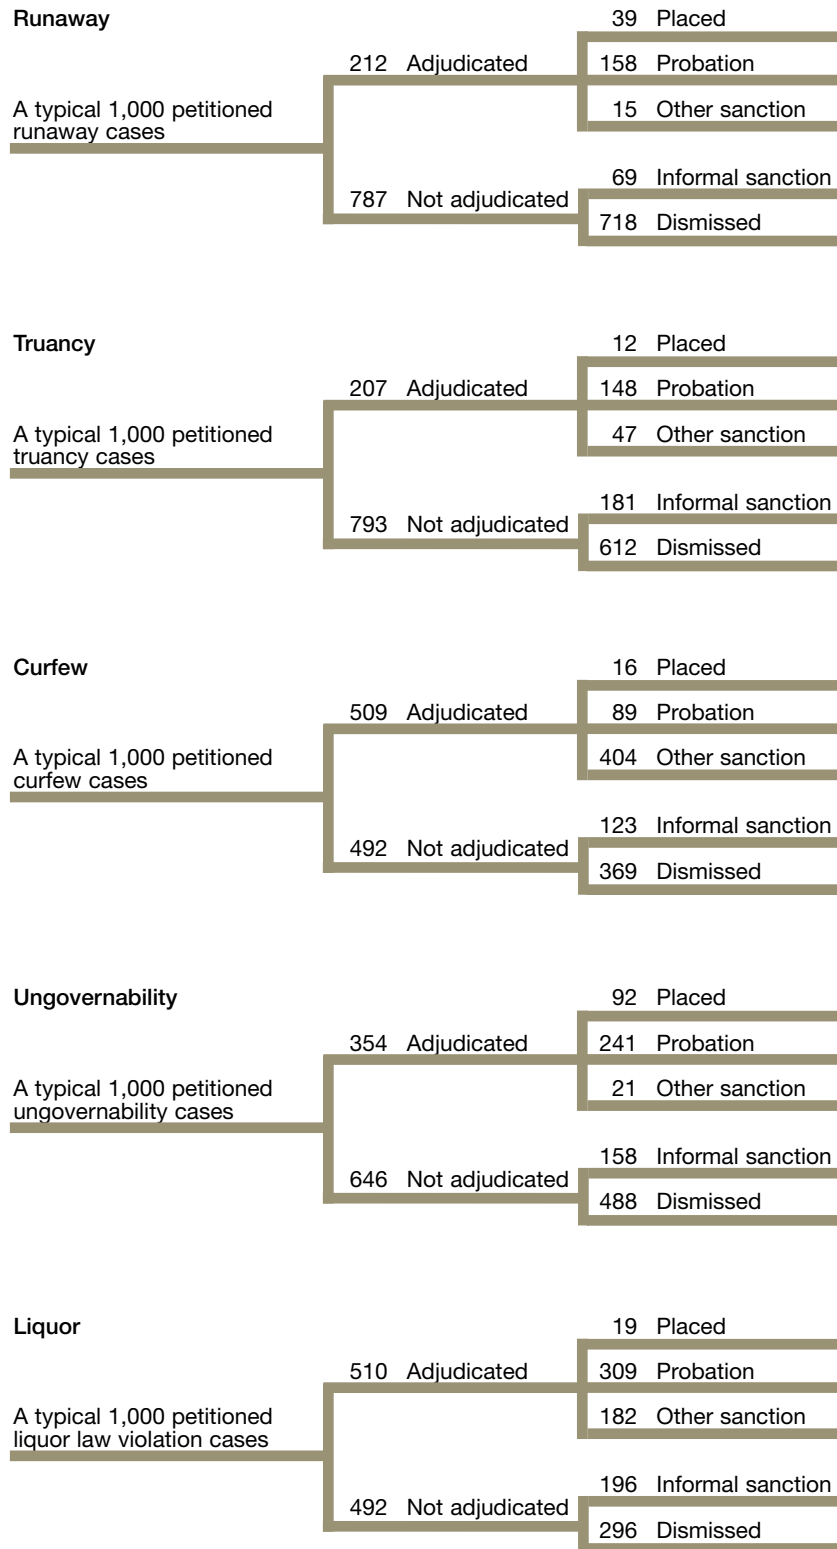 Runaway
39 Placed
212 Adjudicated
158 Probation
A typical 1,000 petitioned
runaway cases
15 Other sanction
69 Informal sanction
787 Not adjudicated
718 Dismissed
Truancy
12 Placed
207 Adjudicated
148 Probation
A typical 1,000 petitioned
truancy cases
47 Other sanction
181 Informal sanction
793 Not adjudicated
612 Dismissed
Curfew
16 Placed
509 Adjudicated
89 Probation
A typical 1,000 petitioned
curfew cases
404 Other sanction
123 Informal sanction
492 Not adjudicated
369 Dismissed
Ungovernability
92 Placed
354 Adjudicated
241 Probation
A typical 1,000 petitioned
ungovernability cases
21 Other sanction
158 Informal sanction
646 Not adjudicated
488 Dismissed
Liquor
19 Placed
510 Adjudicated
309 Probation
A typical 1,000 petitioned
liquor law violation cases
182 Other sanction
196 Informal sanction
492 Not adjudicated
296 Dismissed